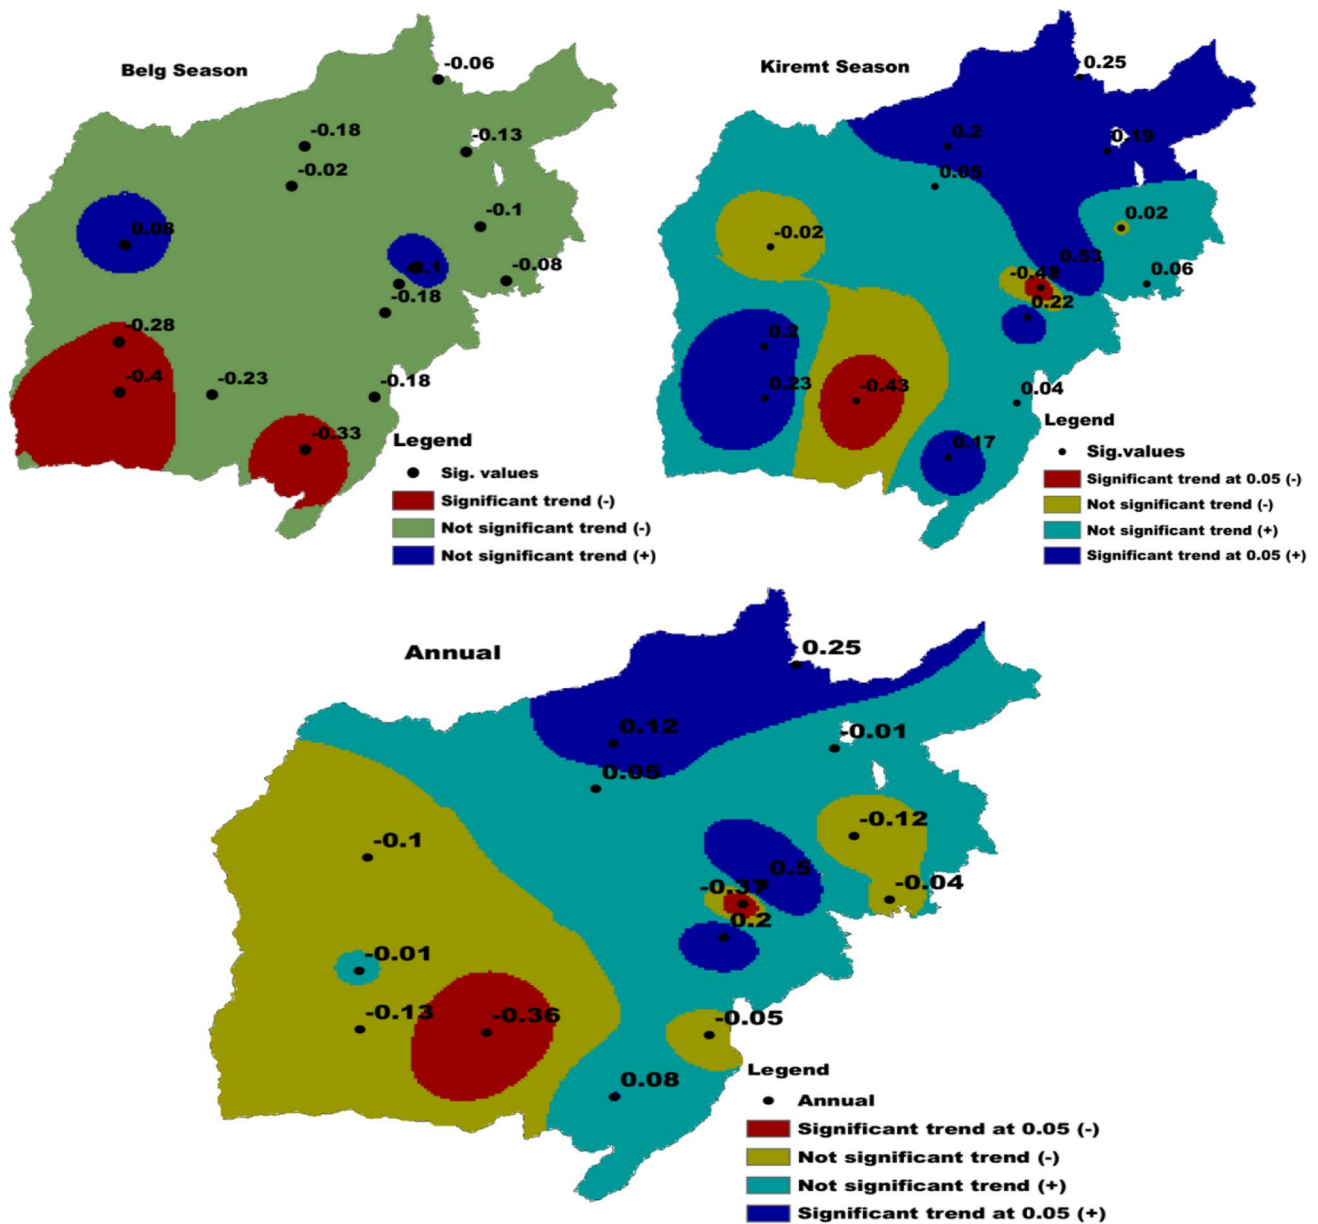 Belg Season
-0.06
-0.18
-0.13
-0.02
-0.1
0.08
-0.08
-0.18
-0.28
-0.4
-0.23
-0.18
-0.33
Legend
Sig. values
Significant trend (-)
Not significant trend (-)
Not significant trend (+)
Kiremt Season
0.25
0.2
0.19
0.05
0.02
-0.02
0.53
0.06
0.22
0.2
0.23
-0.43
0.04
0.17
Legend
Sig.values
Significant trend at 0.05 (-)
Not significant trend (-)
Not significant trend (+)
Significant trend at 0.05 (+)
Annual
0.25
0.12
-0.01
0.05
-0.12
-0.1
0.5
-0.37
-0.04
0.2
-0.01
-0.13
-0.36
-0.05
0.08
Legend
Annual
Significant trend at 0.05 (-)
Not significant trend (-)
Not significant trend (+)
Significant trend at 0.05 (+)